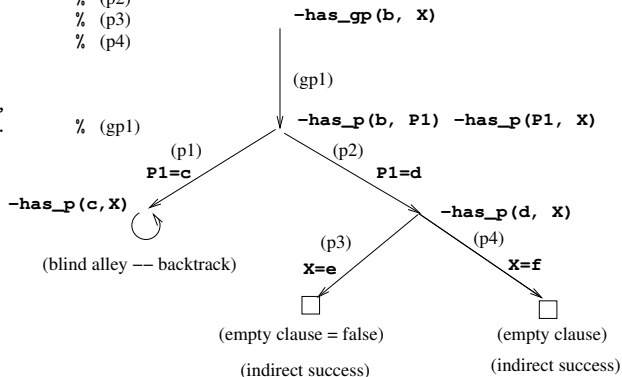 % (p2)
% (p3)
% (p4)
,
. % (gp1)
-has_gp(b, X)
(gp1)
-has_p(b, P1) -has_p(P1, X)
(p1)
(p2)
P1=c
P1=d
-has_p(c,X)
-has_p(d, X)
(blind alley -- backtrack)
(p3)
(p4)
X=e
X=f
(empty clause = false)
(empty clause)
(indirect success)
(indirect success)